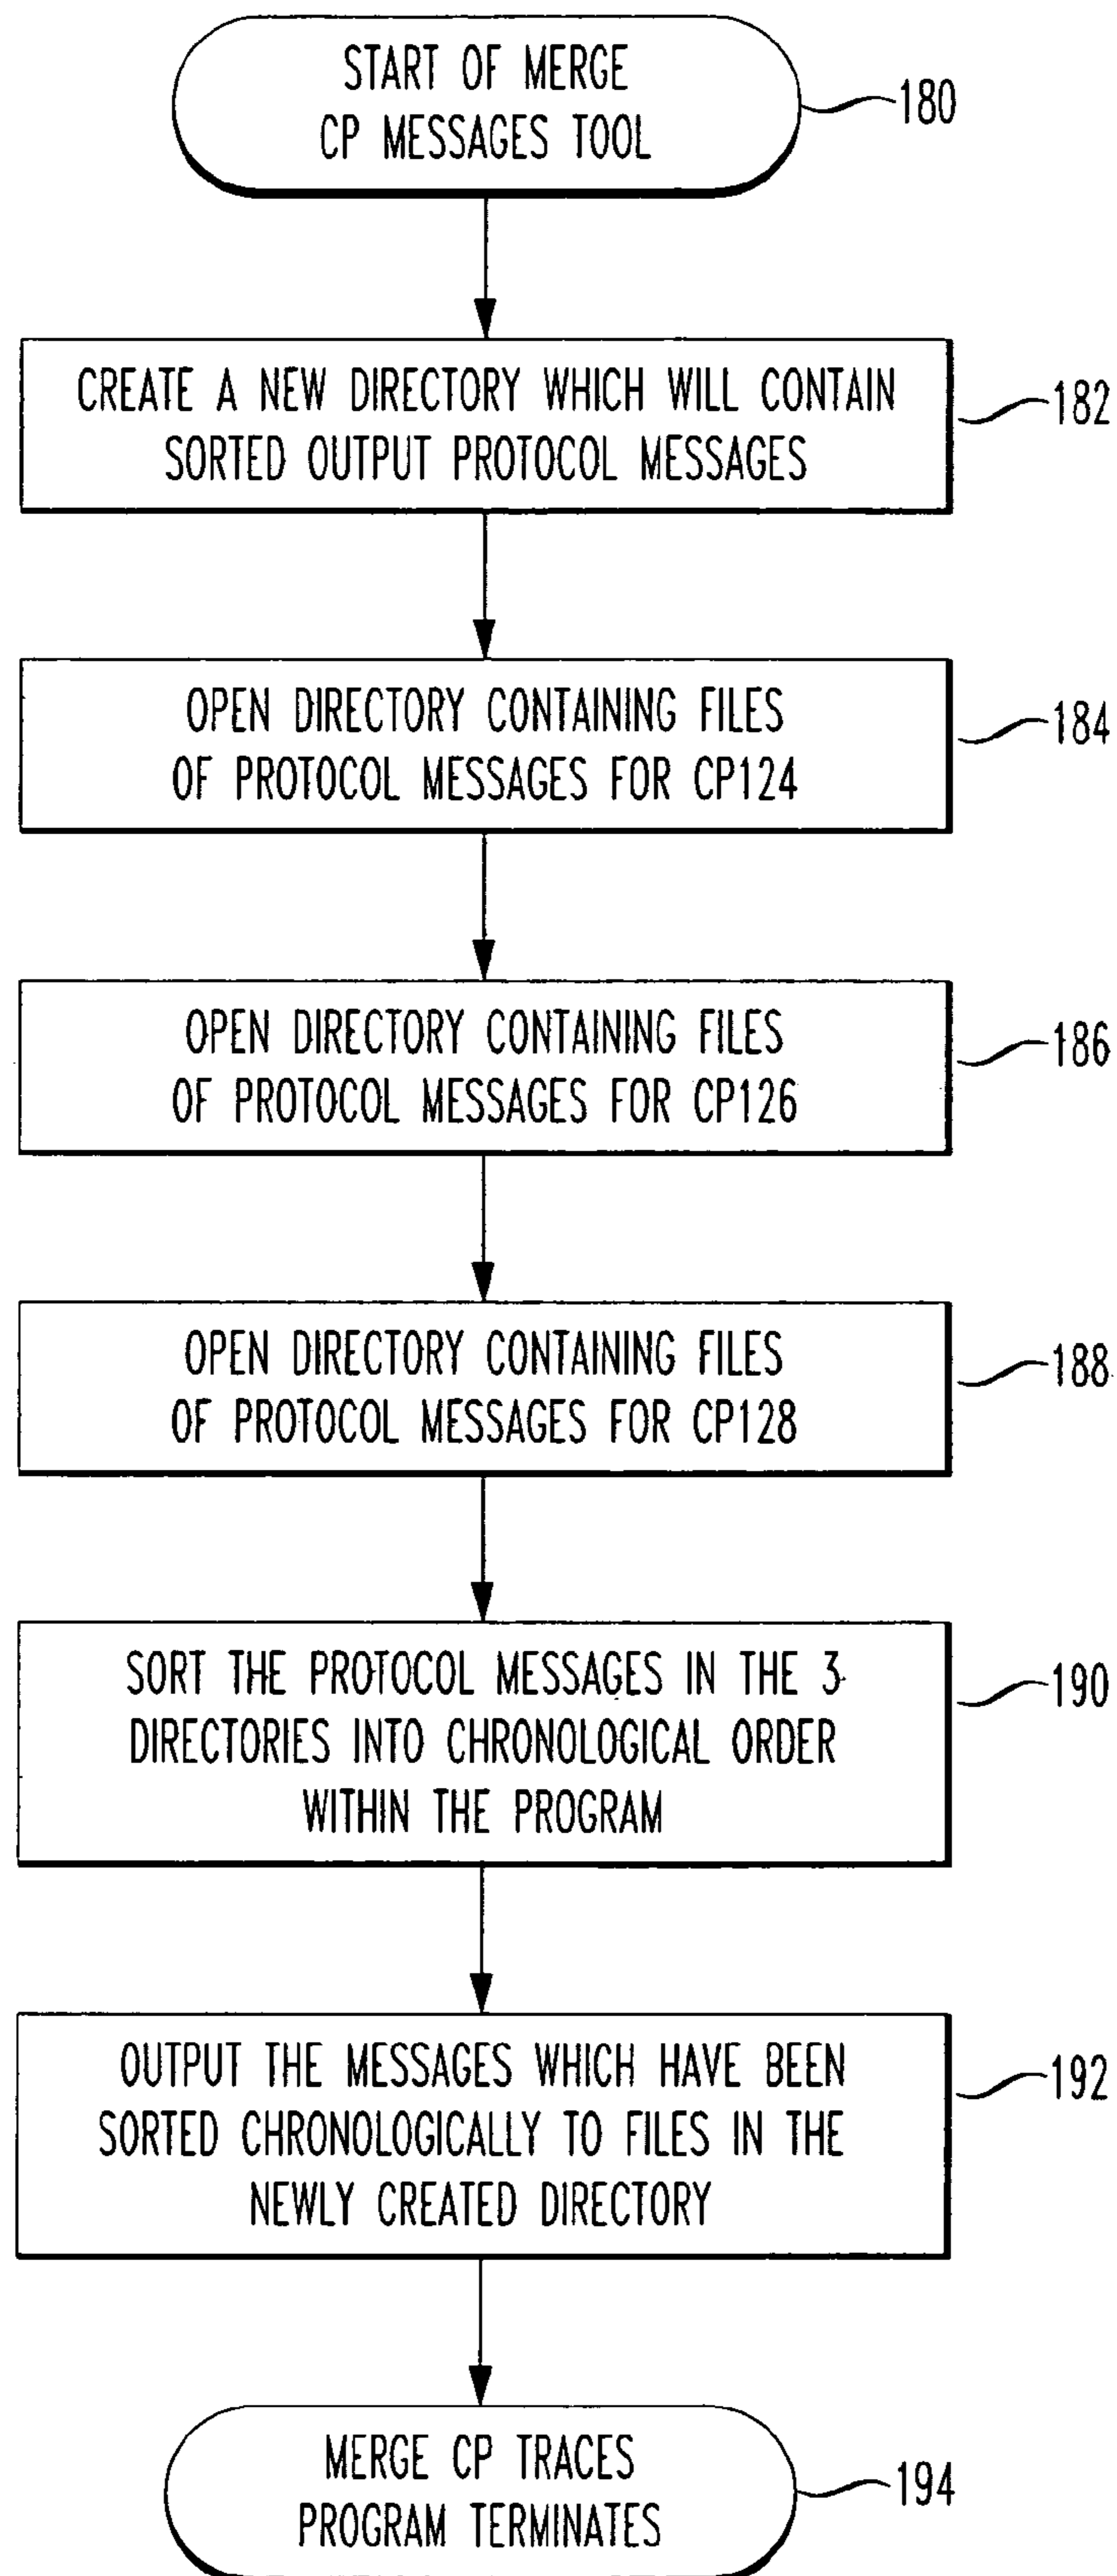 START OF MERGE
CP MESSAGES TOOL
180
CREATE A NEW DIRECTORY WHICH WILL CONTAIN
SORTED OUTPUT PROTOCOL MESSAGES
182
OPEN DIRECTORY CONTAINING FILES
OF PROTOCOL MESSAGES FOR CP124
184
OPEN DIRECTORY CONTAINING FILES
OF PROTOCOL MESSAGES FOR CP126
186
OPEN DIRECTORY CONTAINING FILES
OF PROTOCOL MESSAGES FOR CP128
188
SORT THE PROTOCOL MESSAGES IN THE 3
DIRECTORIES INTO CHRONOLOGICAL ORDER
WITHIN THE PROGRAM
190
OUTPUT THE MESSAGES WHICH HAVE BEEN
SORTED CHRONOLOGICALLY TO FILES IN THE
NEWLY CREATED DIRECTORY
192
MERGE CP TRACES
PROGRAM TERMINATES
194